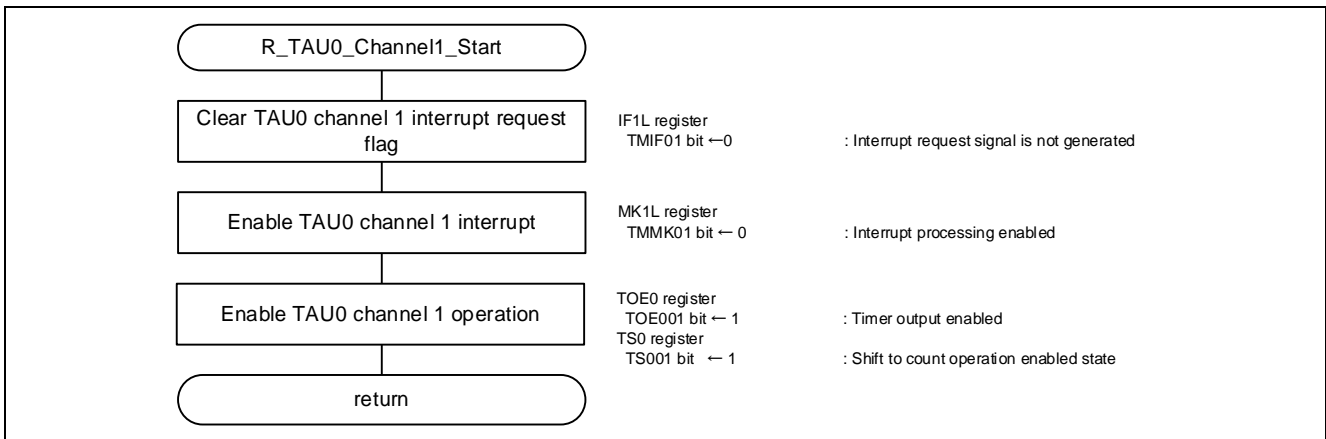 R_TAU0_Channel1_Start
Clear TAU0 channel 1 interrupt request
flag
IF1L register
TMIF01 bit ←0 : Interrupt request signal is not generated
Enable TAU0 channel 1 interrupt
MK1L register
TMMK01 bit ← 0 : Interrupt processing enabled
Enable TAU0 channel 1 operation
TOE0 register
TOE001 bit ← 1 : Timer output enabled
TS0 register
TS001 bit ← 1 : Shift to count operation enabled state
return